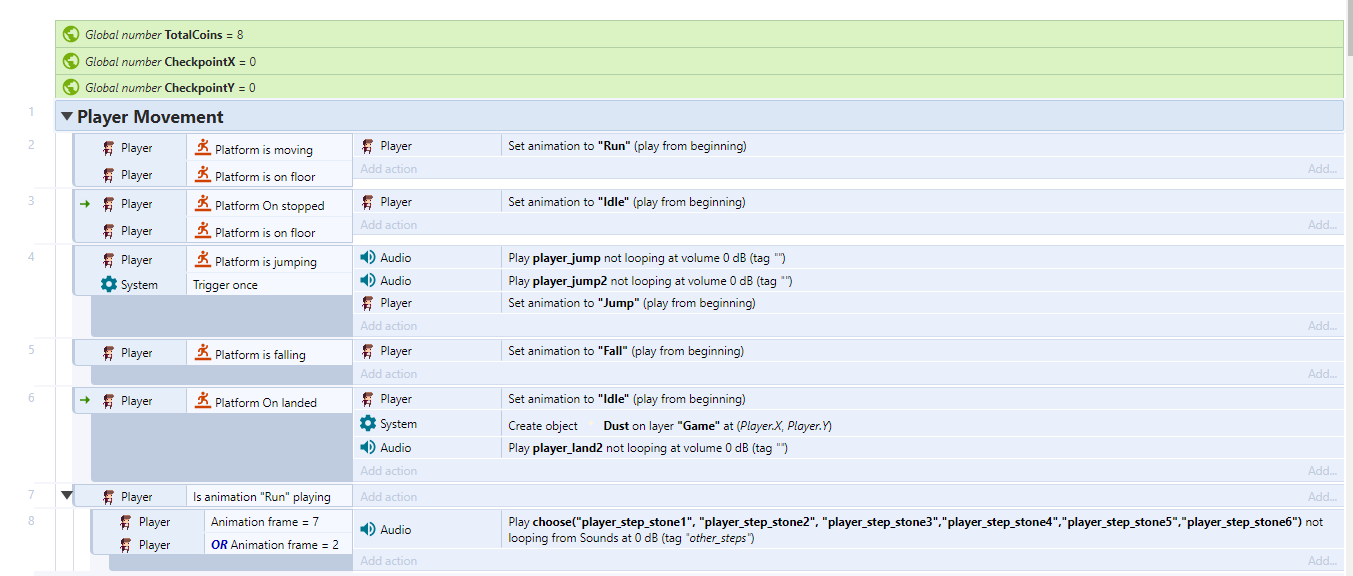 Global number TotalCoins = 8
Global number CheckpointX = 0
Global number CheckpointY = 0
1 Player Movement
2 Player Platform is moving Player Set animation to "Run" (play from beginning)
Add action Add...
Player Platform is on floor
3 Player Platform On stopped Player Set animation to "Idle" (play from beginning)
Add action Add...
Player Platform is on floor
4 Player Platform is jumping Audio Play player_jump not looping at volume 0 dB (tag "")
System Trigger once Audio Play player_jump2 not looping at volume 0 dB (tag "")
Player Set animation to "Jump" (play from beginning)
Add action Add...
5 Player Platform is falling Player Set animation to "Fall" (play from beginning)
Add action Add...
6 Player Platform On landed Player Set animation to "Idle" (play from beginning)
System Create object Dust on layer "Game" at (Player.X, Player.Y)
Audio Play player_land2 not looping at volume 0 dB (tag "")
Add action Add...
7 Player Is animation "Run" playing Add action Add...
8 Player Animation frame = 7 Audio Play choose("player_step_stone1", "player_step_stone2", "player_step_stone3","player_step_stone4","player_step_stone5","player_step_stone6") not
looping from Sounds at 0 dB (tag "other_steps")
Player OR Animation frame = 2
Add action Add...